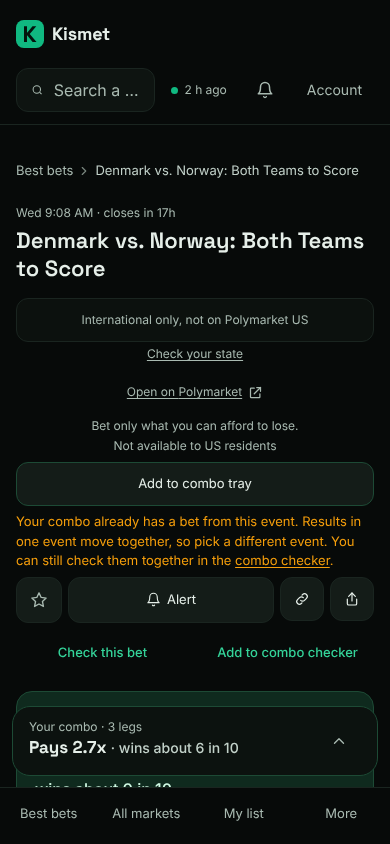 Kismet
Search a ...
2 h ago
Account
Best bets > Denmark vs. Norway: Both Teams to Score
Wed 9:08 AM · closes in 17h
Denmark vs. Norway: Both Teams
to Score
International only, not on Polymarket US
Check your state
Open on Polymarket
Bet only what you can afford to lose.
Not available to US residents
Add to combo tray
Your combo already has a bet from this event. Results in
one event move together, so pick a different event. You
can still check them together in the combo checker.
Alert
Check this bet
Add to combo checker
Your combo · 3 legs
Pays 2.7x · wins about 6 in 10
Best bets
All markets
My list
More